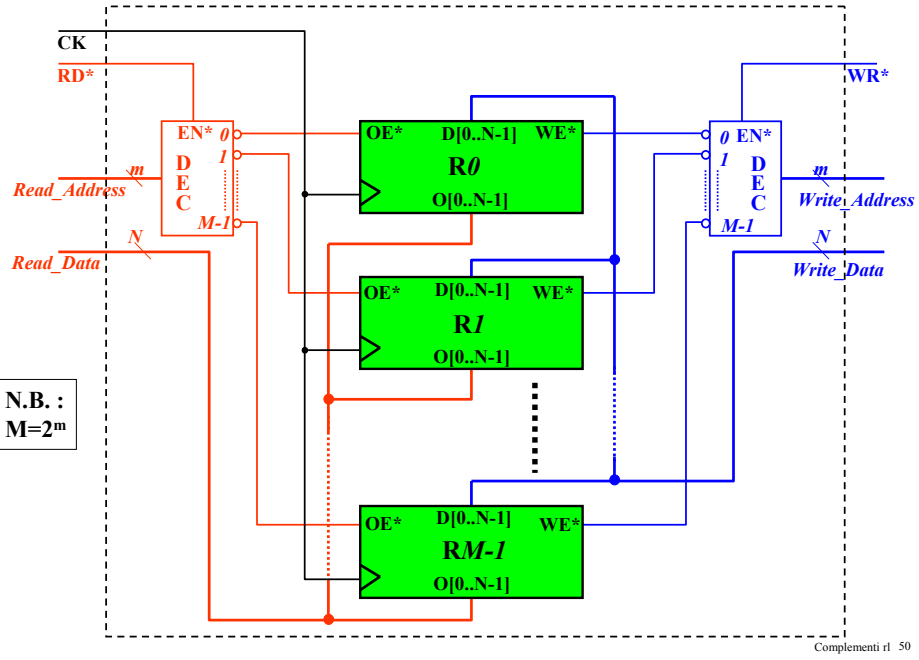 CK
RD*
WR*
EN* 0
1
D
E
C
M-1
m
Read_Address
N
Read_Data
OE*
D[0..N-1]
WE*
R0
O[0..N-1]
OE*
D[0..N-1]
WE*
R1
O[0..N-1]
OE*
D[0..N-1]
WE*
RM-1
O[0..N-1]
0 EN*
1
D
E
C
M-1
m
Write_Address
N
Write_Data
N.B. :
M=2ᵐ
Complementi rl 50